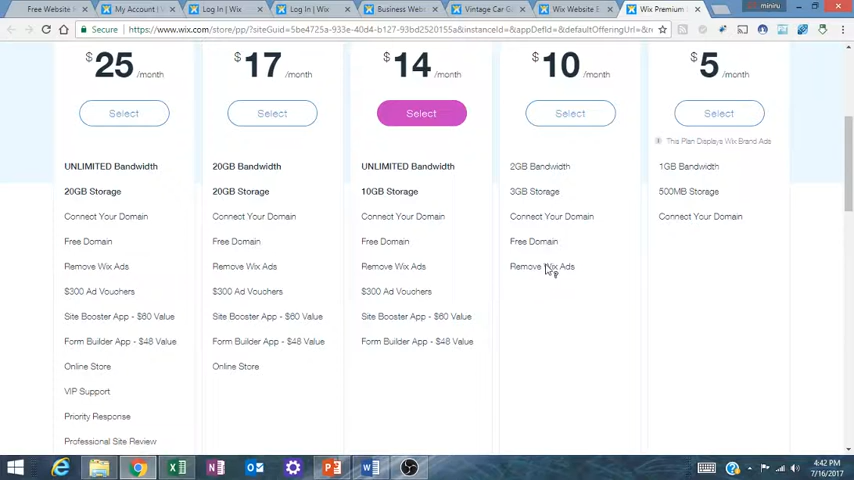 Free Website
My Account | W
Log In | Wix
Log In | Wix
Business Webs
Vintage Car G
Wix Website E
Wix Premium
miniru
Secure
https://www.wix.com/store/pp/?siteGuid=5be4725a-933e-40d4-b127-93bd2520155a&instanceId=&appDefId=&defaultOfferingUrl=&re
$25 /month
$17 /month
$14 /month
$10 /month
$5 /month
Select
Select
Select
Select
Select
This Plan Displays Wix Brand Ads
UNLIMITED Bandwidth
20GB Storage
Connect Your Domain
Free Domain
Remove Wix Ads
$300 Ad Vouchers
Site Booster App - $60 Value
Form Builder App - $48 Value
Online Store
VIP Support
Priority Response
Professional Site Review
20GB Bandwidth
20GB Storage
Connect Your Domain
Free Domain
Remove Wix Ads
$300 Ad Vouchers
Site Booster App - $60 Value
Form Builder App - $48 Value
Online Store
UNLIMITED Bandwidth
10GB Storage
Connect Your Domain
Free Domain
Remove Wix Ads
$300 Ad Vouchers
Site Booster App - $60 Value
Form Builder App - $48 Value
2GB Bandwidth
3GB Storage
Connect Your Domain
Free Domain
Remove Wix Ads
1GB Bandwidth
500MB Storage
Connect Your Domain
4:42 PM
7/16/2017